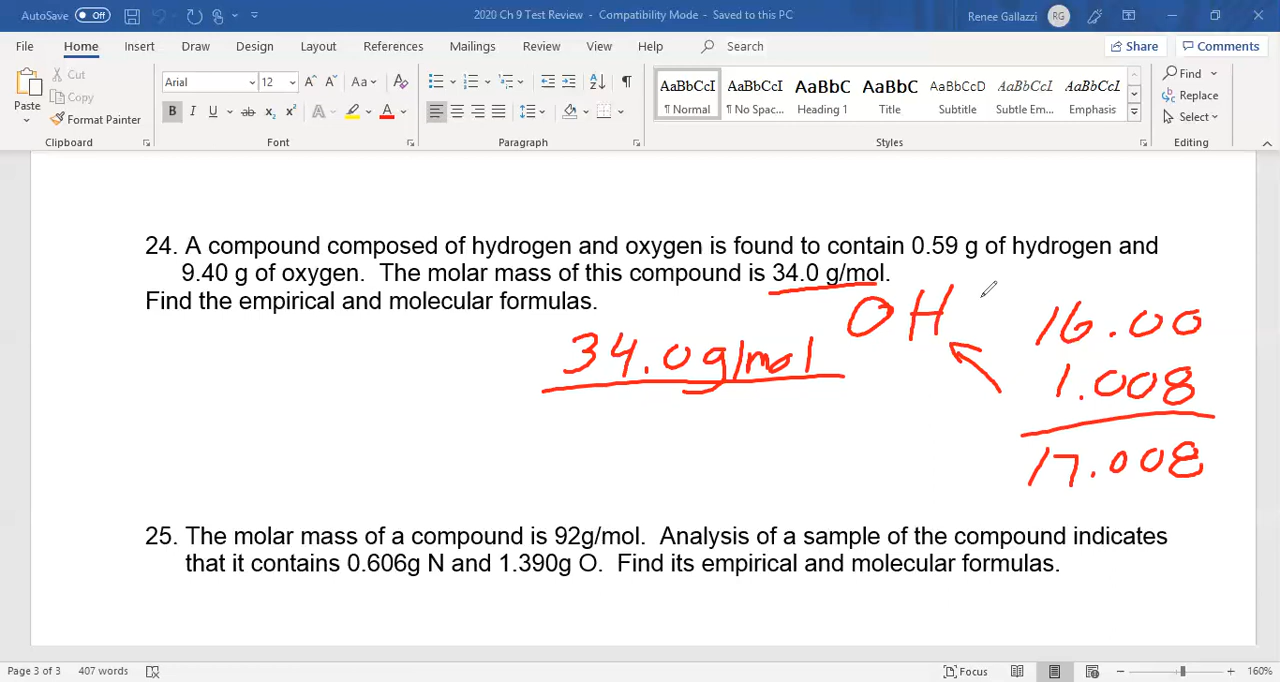 AutoSave Off 2020 Ch 9 Test Review - Compatibility Mode - Saved to this PC Renee Gallazzi RG
File Home Insert Draw Design Layout References Mailings Review View Help Search Share Comments
Paste Cut Copy Format Painter
Arial 12 A A Aa A
B I U ab x₂ x² A A
AaBbCcI AaBbCcI AaBbC AaBbC AaBbCcD AaBbCcI AaBbCcI
¶ Normal ¶ No Spac... Heading 1 Title Subtitle Subtle Em... Emphasis
Find Replace Select
Clipboard Font Paragraph Styles Editing
24. A compound composed of hydrogen and oxygen is found to contain 0.59 g of hydrogen and
9.40 g of oxygen. The molar mass of this compound is 34.0 g/mol.
Find the empirical and molecular formulas.
OH 16.00
34.0g/mol 1.008
17.008
25. The molar mass of a compound is 92g/mol. Analysis of a sample of the compound indicates
that it contains 0.606g N and 1.390g O. Find its empirical and molecular formulas.
Page 3 of 3 407 words Focus 160%